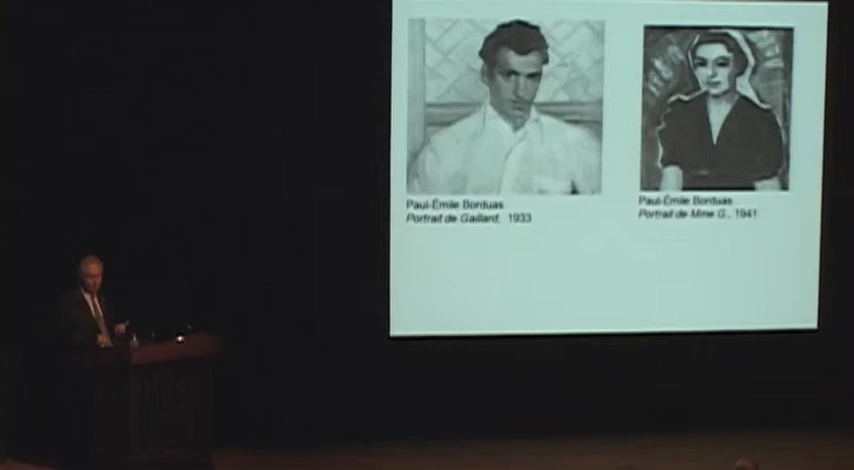 Paul-Émile Borduas
Portrait de Gaillard, 1933
Paul-Émile Borduas
Portrait de Mme G., 1941